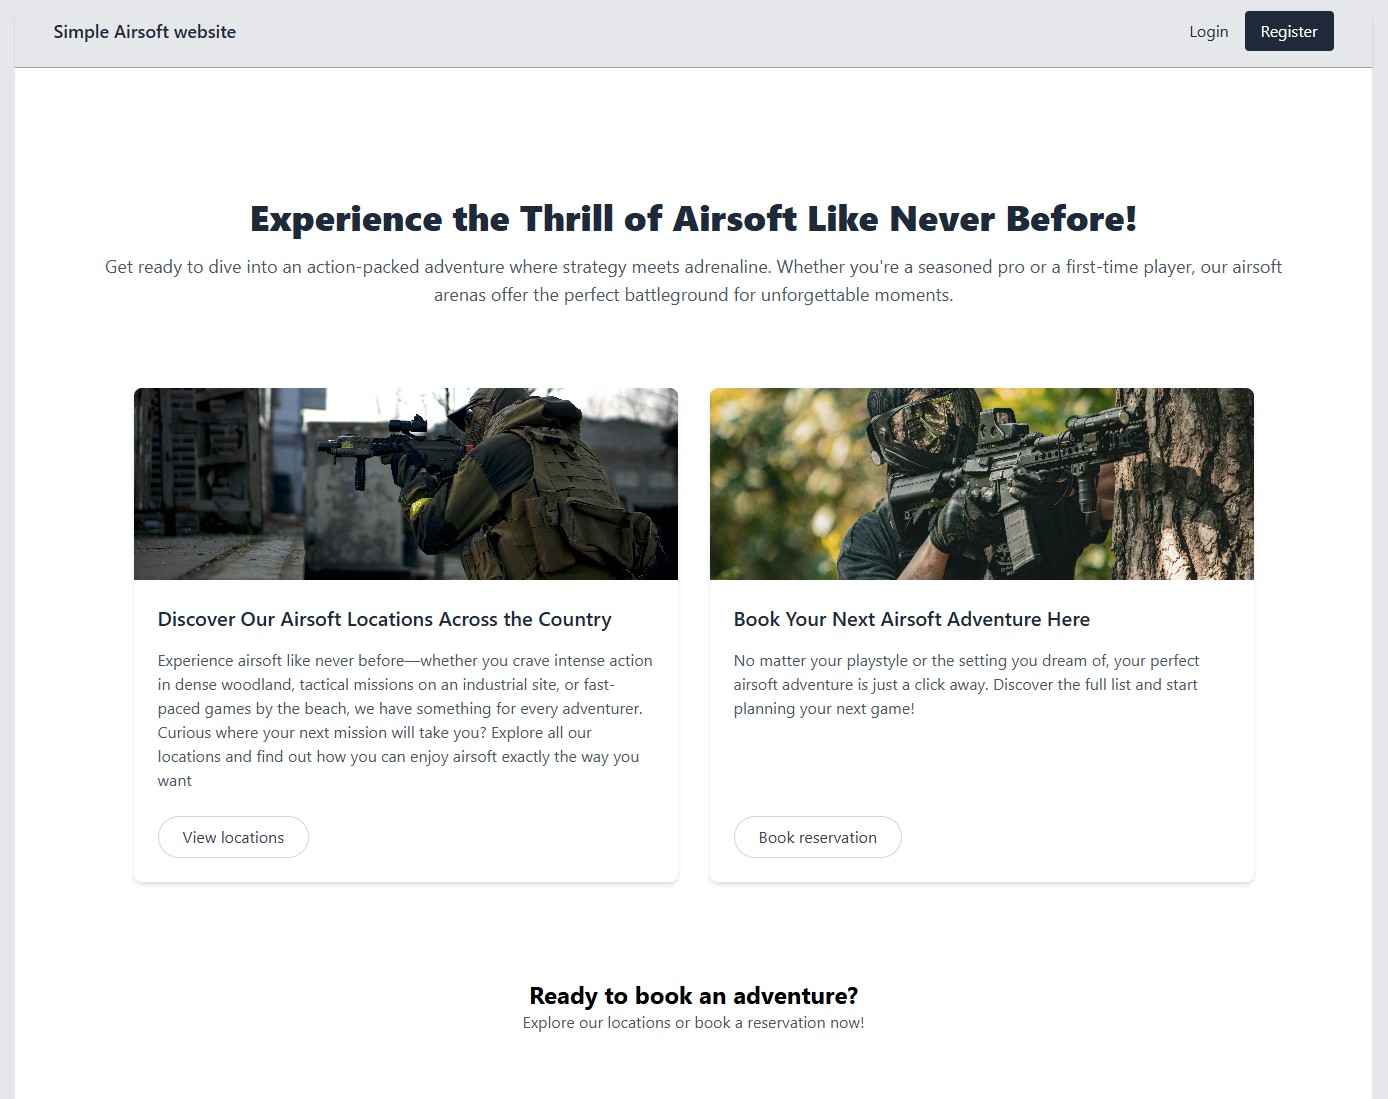 Simple Airsoft website
Login
Register
Experience the Thrill of Airsoft Like Never Before!
Get ready to dive into an action-packed adventure where strategy meets adrenaline. Whether you're a seasoned pro or a first-time player, our airsoft
arenas offer the perfect battleground for unforgettable moments.
Discover Our Airsoft Locations Across the Country
Experience airsoft like never before—whether you crave intense action
in dense woodland, tactical missions on an industrial site, or fast-
paced games by the beach, we have something for every adventurer.
Curious where your next mission will take you? Explore all our
locations and find out how you can enjoy airsoft exactly the way you
want
View locations
Book Your Next Airsoft Adventure Here
No matter your playstyle or the setting you dream of, your perfect
airsoft adventure is just a click away. Discover the full list and start
planning your next game!
Book reservation
Ready to book an adventure?
Explore our locations or book a reservation now!